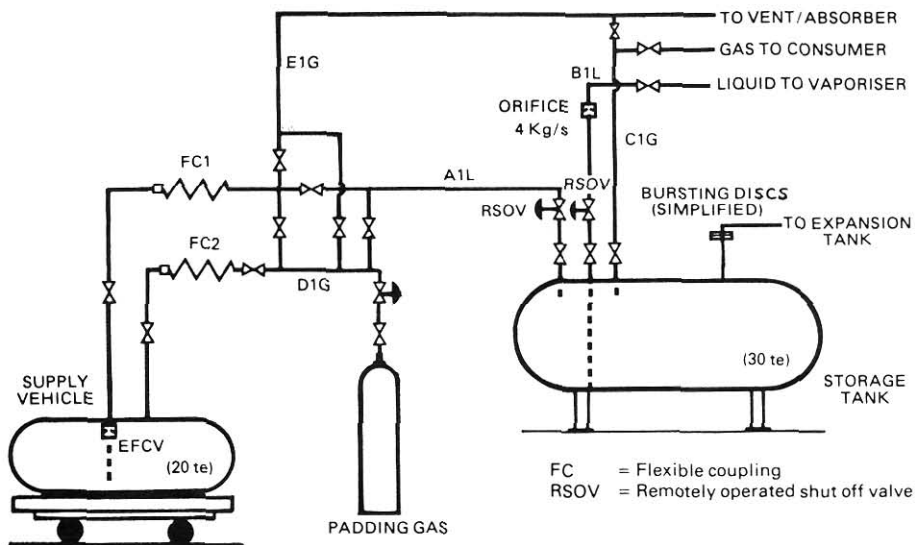 TO VENT/ABSORBER
GAS TO CONSUMER
LIQUID TO VAPORISER
E1G
B1L
ORIFICE
4 Kg/s
C1G
FC1
A1L
RSOV
RSOV
BURSTING DISCS
(SIMPLIFIED)
TO EXPANSION
TANK
FC2
D1G
(30 te)
STORAGE
TANK
SUPPLY
VEHICLE
EFCV
(20 te)
PADDING GAS
FC = Flexible coupling
RSOV = Remotely operated shut off valve